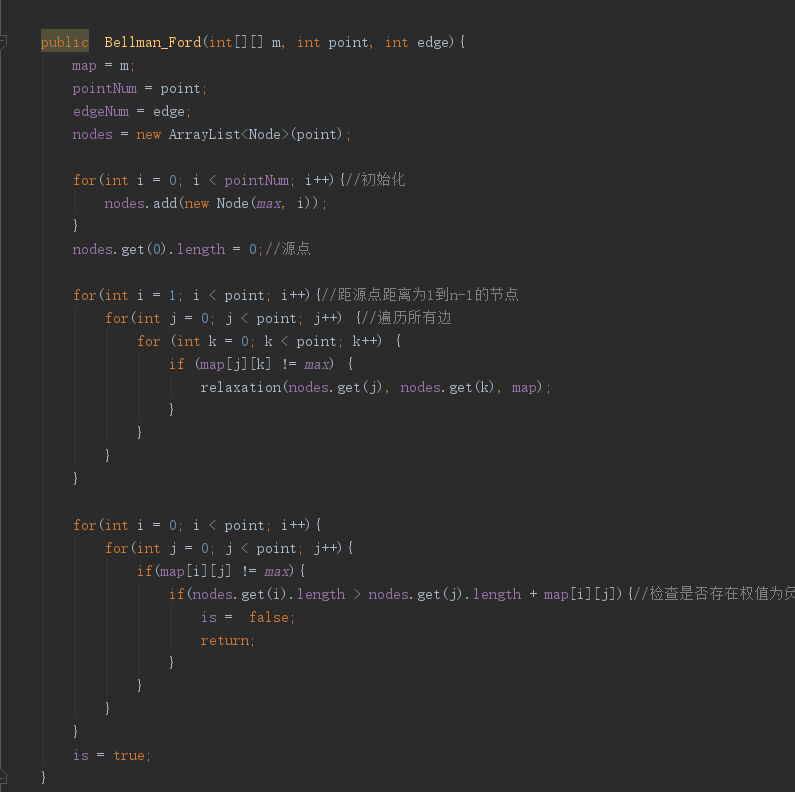 public Bellman_Ford(int[][] m, int point, int edge){
map = m;
pointNum = point;
edgeNum = edge;
nodes = new ArrayList<Node>(point);
for(int i = 0; i < pointNum; i++){//初始化
nodes.add(new Node(max, i));
}
nodes.get(0).length = 0;//源点
for(int i = 1; i < point; i++){//距源点距离为1到n-1的节点
for(int j = 0; j < point; j++) {//遍历所有边
for (int k = 0; k < point; k++) {
if (map[j][k] != max) {
relaxation(nodes.get(j), nodes.get(k), map);
}
}
}
}
for(int i = 0; i < point; i++){
for(int j = 0; j < point; j++){
if(map[i][j] != max){
if(nodes.get(i).length > nodes.get(j).length + map[i][j]){//检查是否存在权值为负
is =  false;
return;
}
}
}
}
is = true;
}